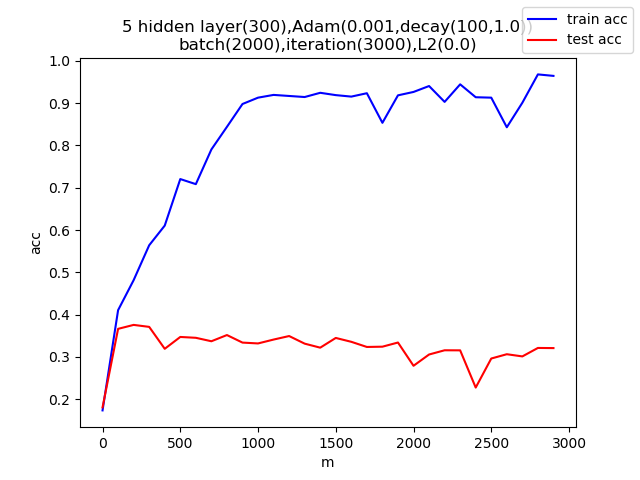 5 hidden layer(300),Adam(0.001,decay(100,1.0))
batch(2000),iteration(3000),L2(0.0)
train acc
test acc
1.0
0.9
0.8
0.7
0.6
0.5
0.4
0.3
0.2
acc
0 500 1000 1500 2000 2500 3000
m